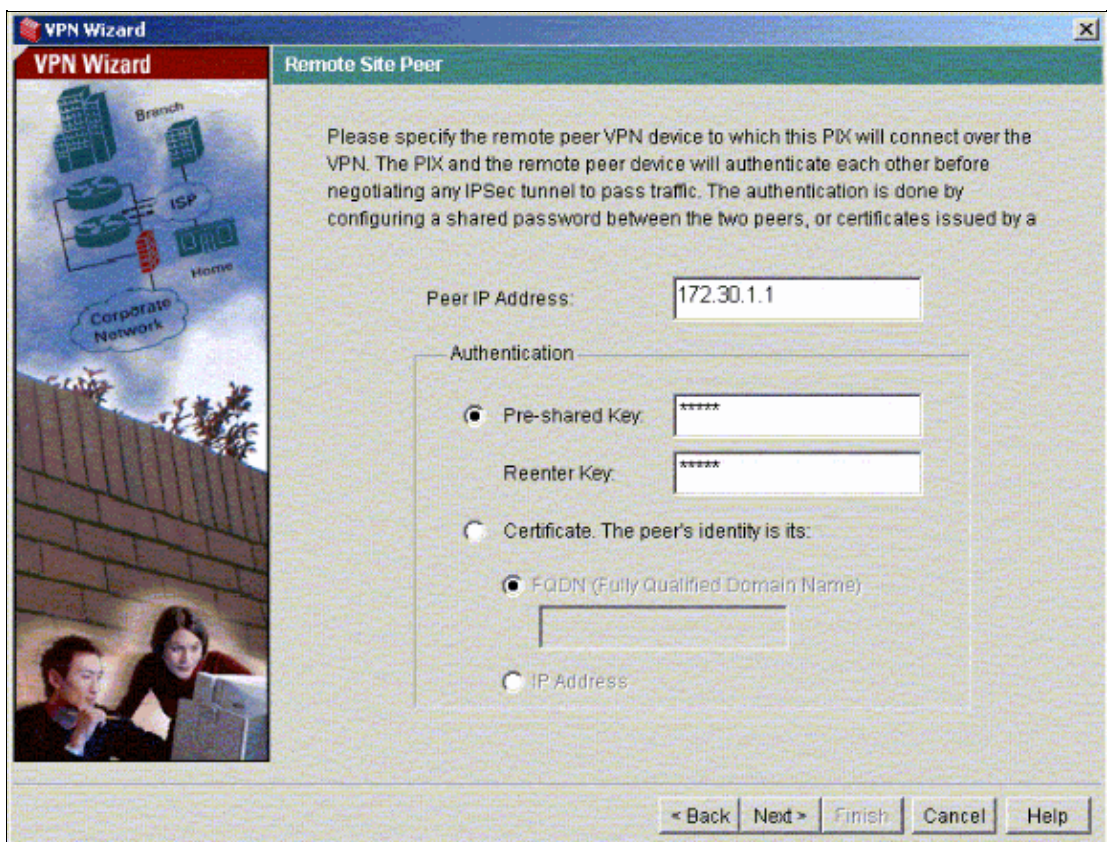 VPN Wizard
VPN Wizard
Remote Site Peer
Branch
ISP
Home
Corporate
Network
Please specify the remote peer VPN device to which this PIX will connect over the
VPN. The PIX and the remote peer device will authenticate each other before
negotiating any IPSec tunnel to pass traffic. The authentication is done by
configuring a shared password between the two peers, or certificates issued by a
Peer IP Address: 172.30.1.1
Authentication
Pre-shared Key: *****
Reenter Key: *****
Certificate. The peer's identity is its:
FQDN (Fully Qualified Domain Name)
IP Address
< Back Next > Finish Cancel Help